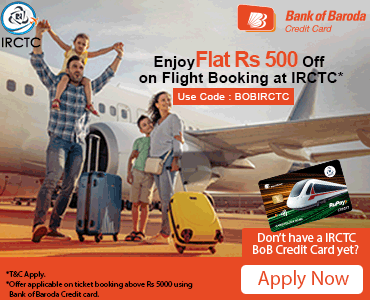 IRCTC
Bank of Baroda
Credit Card
Enjoy Flat Rs 500 Off
on Flight Booking at IRCTC*
Use Code : BOBIRCTC
RuPay
Don't have a IRCTC
BoB Credit Card yet?
Apply Now
*T&C Apply.
*Offer applicable on ticket booking above Rs 5000 using
Bank of Baroda Credit card.